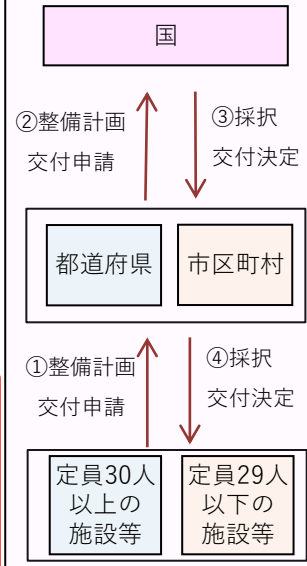 国
②整備計画
交付申請
③採択
交付決定
都道府県
市区町村
①整備計画
交付申請
④採択
交付決定
定員30人
以上の
施設等
定員29人
以下の
施設等